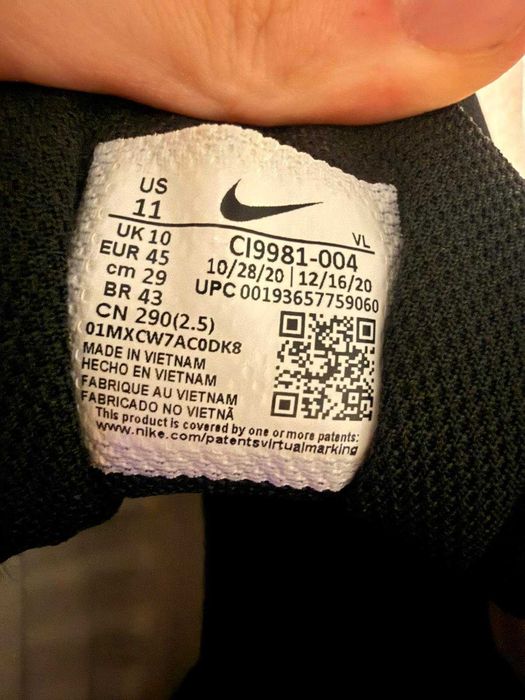 US
11
VL
UK 10
EUR 45
cm 29
BR 43
CN 290(2.5)
01MXCW7AC0DK8
CI9981-004
10/28/20 | 12/16/20
UPC 00193657759060
MADE IN VIETNAM
HECHO EN VIETNAM
FABRIQUE AU VIETNAM
FABRICADO NO VIETNÃ
This product is covered by one or more patents:
www.nike.com/patentsvirtualmarking